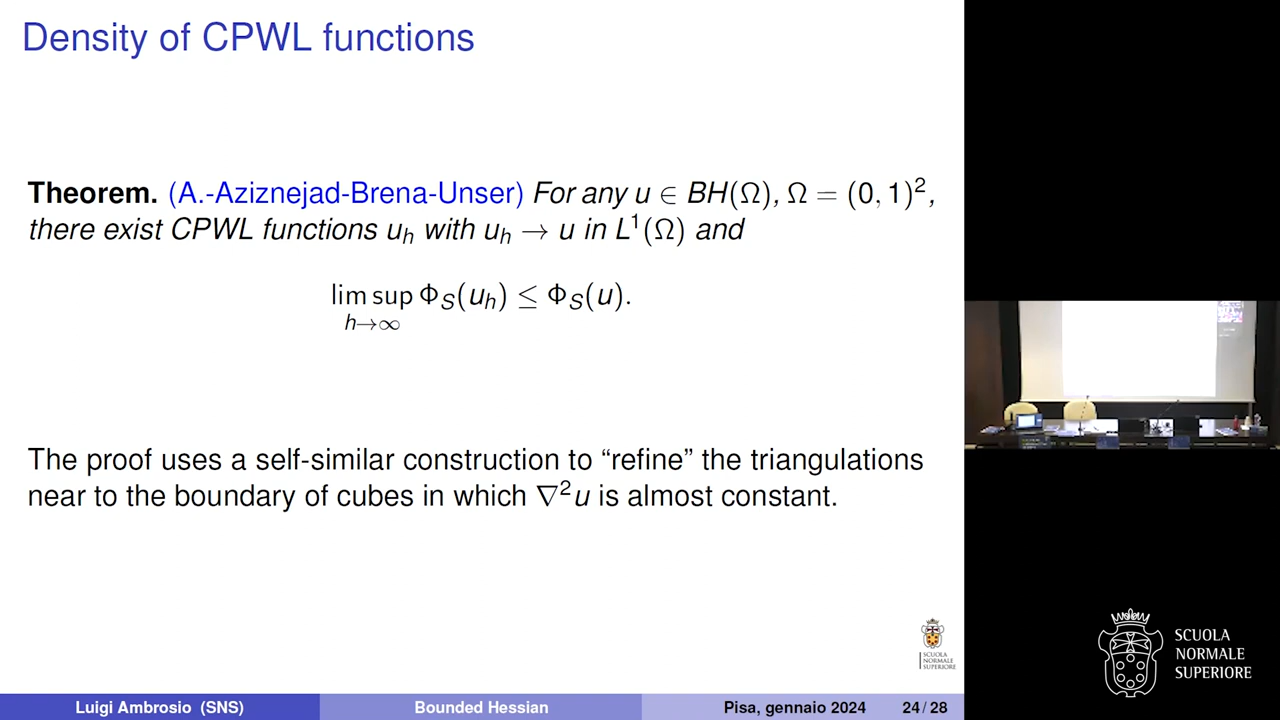 Density of CPWL functions
Theorem. (A.-Aziznejad-Brena-Unser) For any u ∈ BH(Ω), Ω = (0, 1)²,
there exist CPWL functions uₕ with uₕ → u in L¹(Ω) and
lim sup Φ_S(uₕ) ≤ Φ_S(u).
h→∞
The proof uses a self-similar construction to “refine” the triangulations
near to the boundary of cubes in which ∇²u is almost constant.
SCUOLA
NORMALE
SUPERIORE
Luigi Ambrosio (SNS) Bounded Hessian Pisa, gennaio 2024 24 / 28
SCUOLA
NORMALE
SUPERIORE